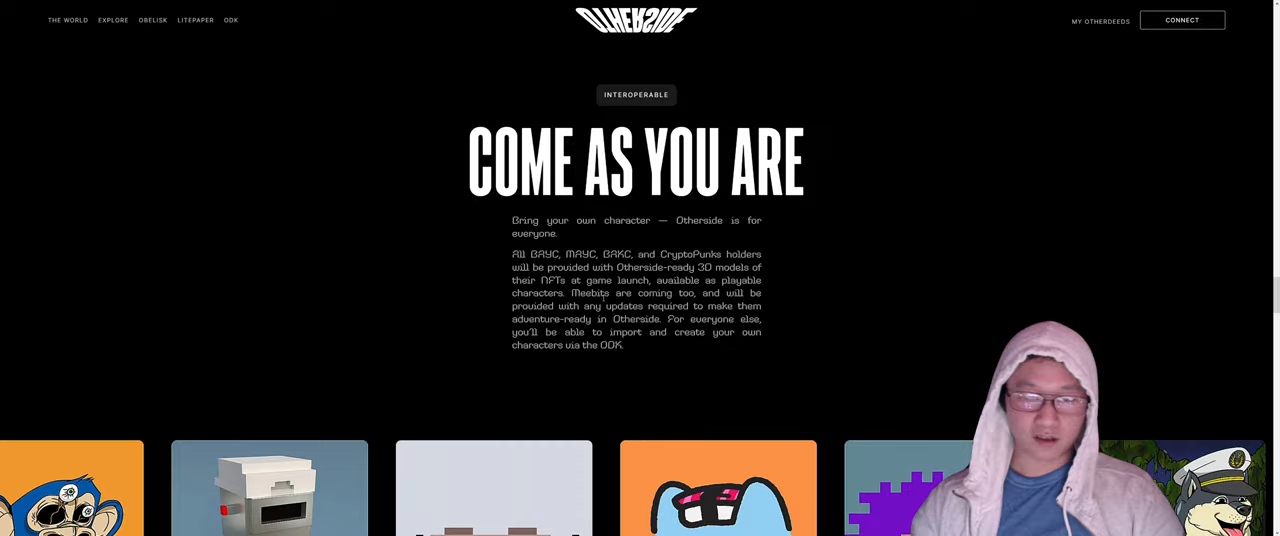 THE WORLD EXPLORE OBELISK LITEPAPER ODK
OTHERSIDE
MY OTHERDEEDS CONNECT
INTEROPERABLE
COME AS YOU ARE
Bring your own character — Otherside is for
everyone.
All BAYC, MAYC, BAKC, and CryptoPunks holders
will be provided with Otherside-ready 3D models of
their NFTs at game launch, available as playable
characters. Meebits are coming too, and will be
provided with any updates required to make them
adventure-ready in Otherside. For everyone else,
you'll be able to import and create your own
characters via the ODK.